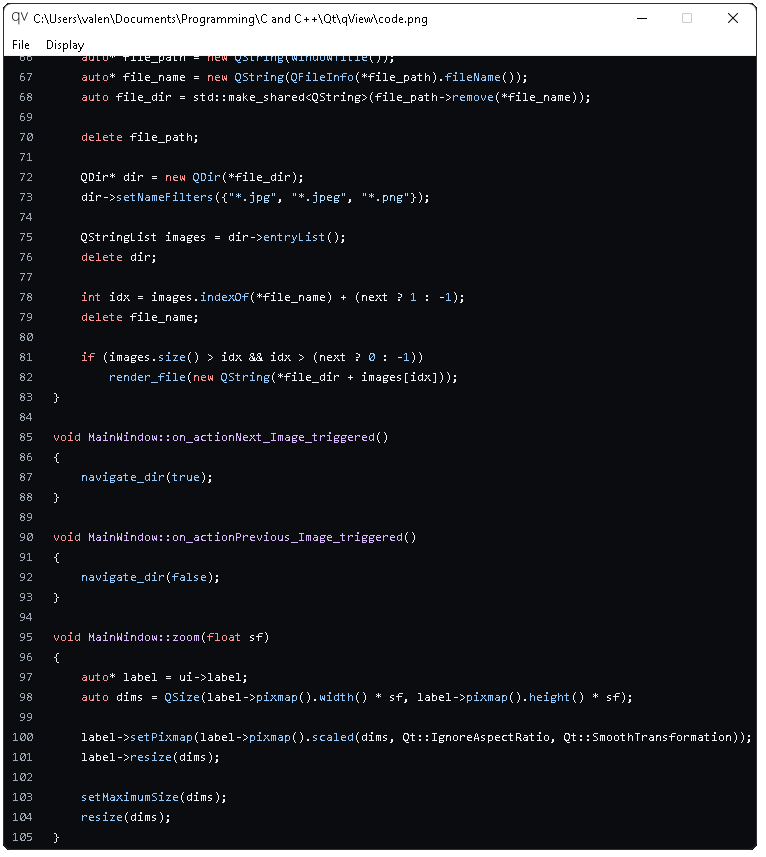 qv C:\Users\valen\Documents\Programming\C and C++\Qt\qView\code.png
File Display
66 auto* file_path = new QString(windowTitle());
67 auto* file_name = new QString(QFileInfo(*file_path).fileName());
68 auto file_dir = std::make_shared<QString>(file_path->remove(*file_name));
69
70 delete file_path;
71
72 QDir* dir = new QDir(*file_dir);
73 dir->setNameFilters({"*.jpg", "*.jpeg", "*.png"});
74
75 QStringList images = dir->entryList();
76 delete dir;
77
78 int idx = images.indexOf(*file_name) + (next ? 1 : -1);
79 delete file_name;
80
81 if (images.size() > idx && idx > (next ? 0 : -1))
82 render_file(new QString(*file_dir + images[idx]));
83 }
84
85 void MainWindow::on_actionNext_Image_triggered()
86 {
87 navigate_dir(true);
88 }
89
90 void MainWindow::on_actionPrevious_Image_triggered()
91 {
92 navigate_dir(false);
93 }
94
95 void MainWindow::zoom(float sf)
96 {
97 auto* label = ui->label;
98 auto dims = QSize(label->pixmap().width() * sf, label->pixmap().height() * sf);
99
100 label->setPixmap(label->pixmap().scaled(dims, Qt::IgnoreAspectRatio, Qt::SmoothTransformation));
101 label->resize(dims);
102
103 setMaximumSize(dims);
104 resize(dims);
105 }